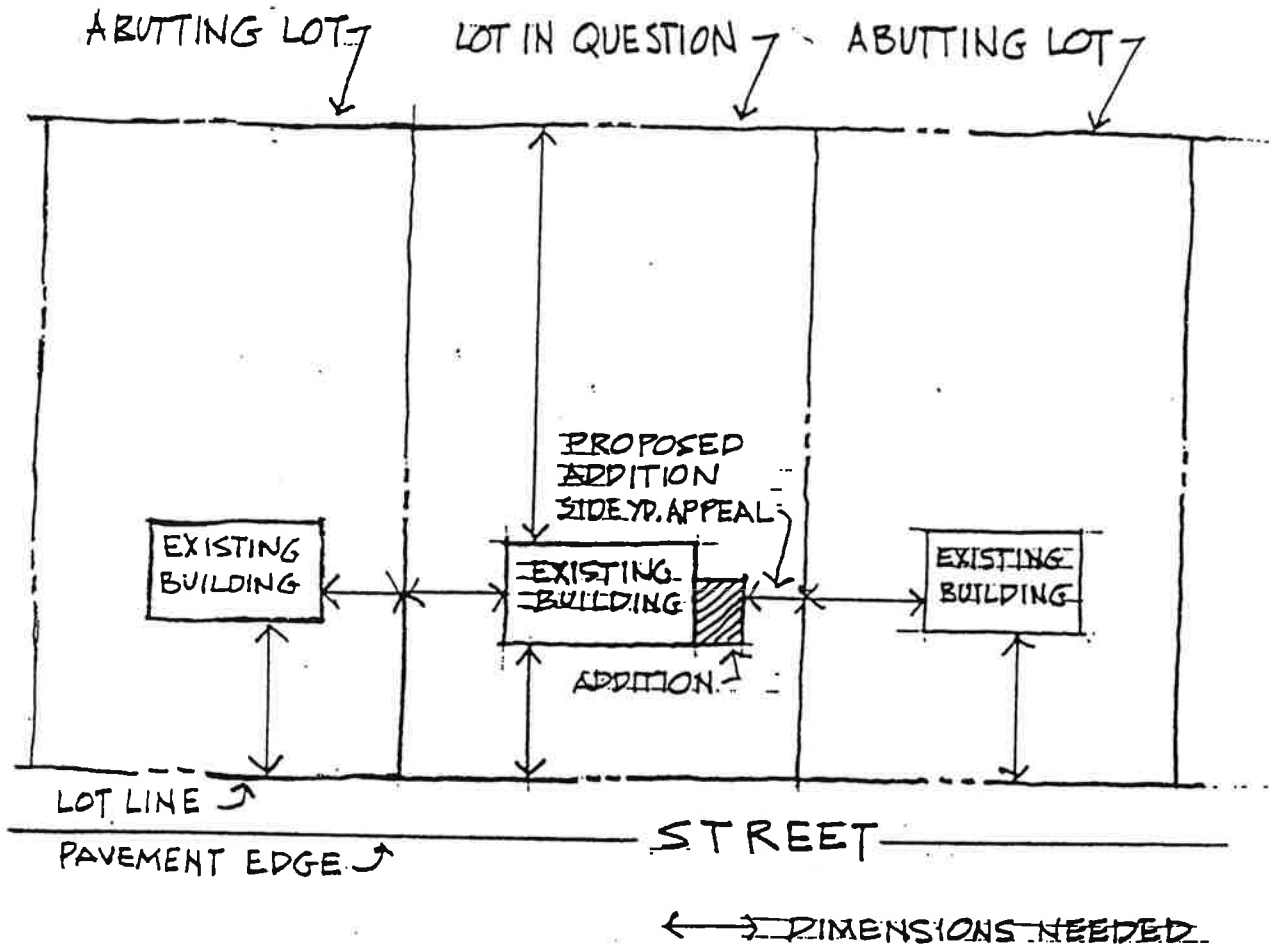 ABUTTING LOT
LOT IN QUESTION
ABUTTING LOT
PROPOSED
ADDITION
SIDE YD. APPEAL
EXISTING
BUILDING
EXISTING
BUILDING
EXISTING
BUILDING
ADDITION
LOT LINE
STREET
PAVEMENT EDGE
DIMENSIONS NEEDED